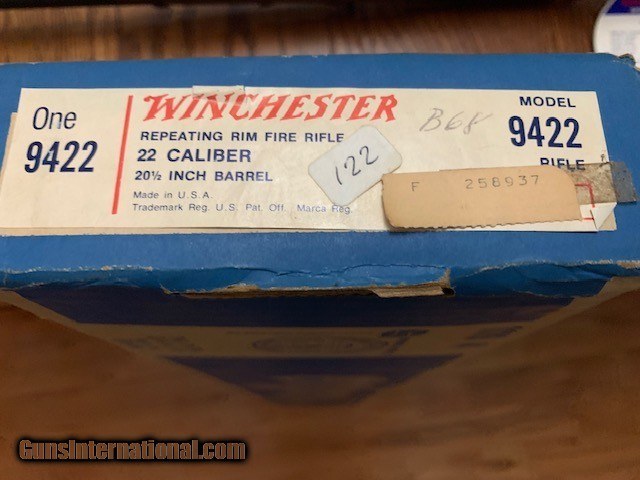 One
9422
WINCHESTER
REPEATING RIM FIRE RIFLE
22 CALIBER
20½ INCH BARREL
Made in U.S.A.
Trademark Reg. U.S. Pat. Off. Marca Reg.
122
B68
MODEL
9422
RIFLE
F 258937
GunsInternational.com